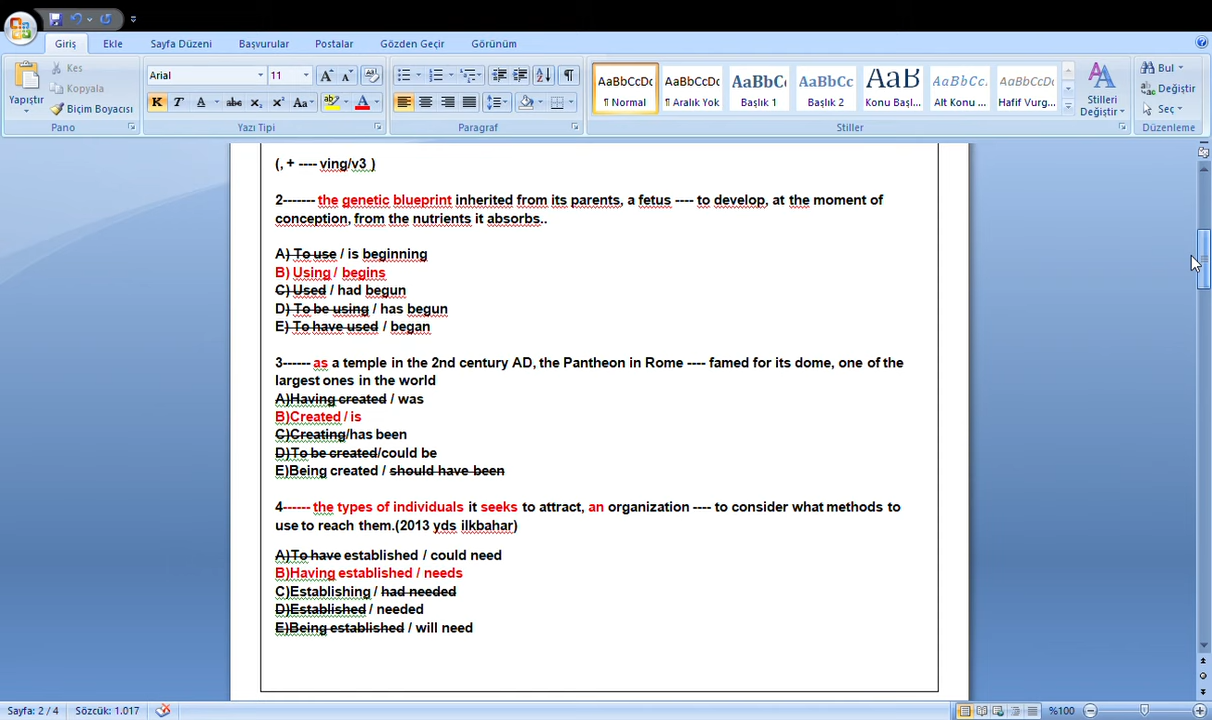 Giriş Ekle Sayfa Düzeni Başvurular Postalar Gözden Geçir Görünüm
Yapıştır
Kes
Kopyala
Biçim Boyacısı
Pano
Arial 11
K T A abc x₂ x² Aa
Yazı Tipi
Paragraf
AaBbCcDc AaBbCcDc AaBbCc AaBbCc AaB AaBbCc. AaBbCcDc
¶ Normal ¶ Aralık Yok Başlık 1 Başlık 2 Konu Başl... Alt Konu ... Hafif Vurg...
Stilleri
Değiştir
Stiller
Bul
Değiştir
Seç
Düzenleme
(, + ---- ving/v3 )
2------- the genetic blueprint inherited from its parents, a fetus ---- to develop, at the moment of
conception, from the nutrients it absorbs..
A) To use / is beginning
B) Using / begins
C) Used / had begun
D) To be using / has begun
E) To have used / began
3------ as a temple in the 2nd century AD, the Pantheon in Rome ---- famed for its dome, one of the
largest ones in the world
A)Having created / was
B)Created / is
C)Creating/has been
D)To be created/could be
E)Being created / should have been
4------ the types of individuals it seeks to attract, an organization ---- to consider what methods to
use to reach them.(2013 yds ilkbahar)
A)To have established / could need
B)Having established / needs
C)Establishing / had needed
D)Established / needed
E)Being established / will need
Sayfa: 2 / 4 Sözcük: 1.017 %100